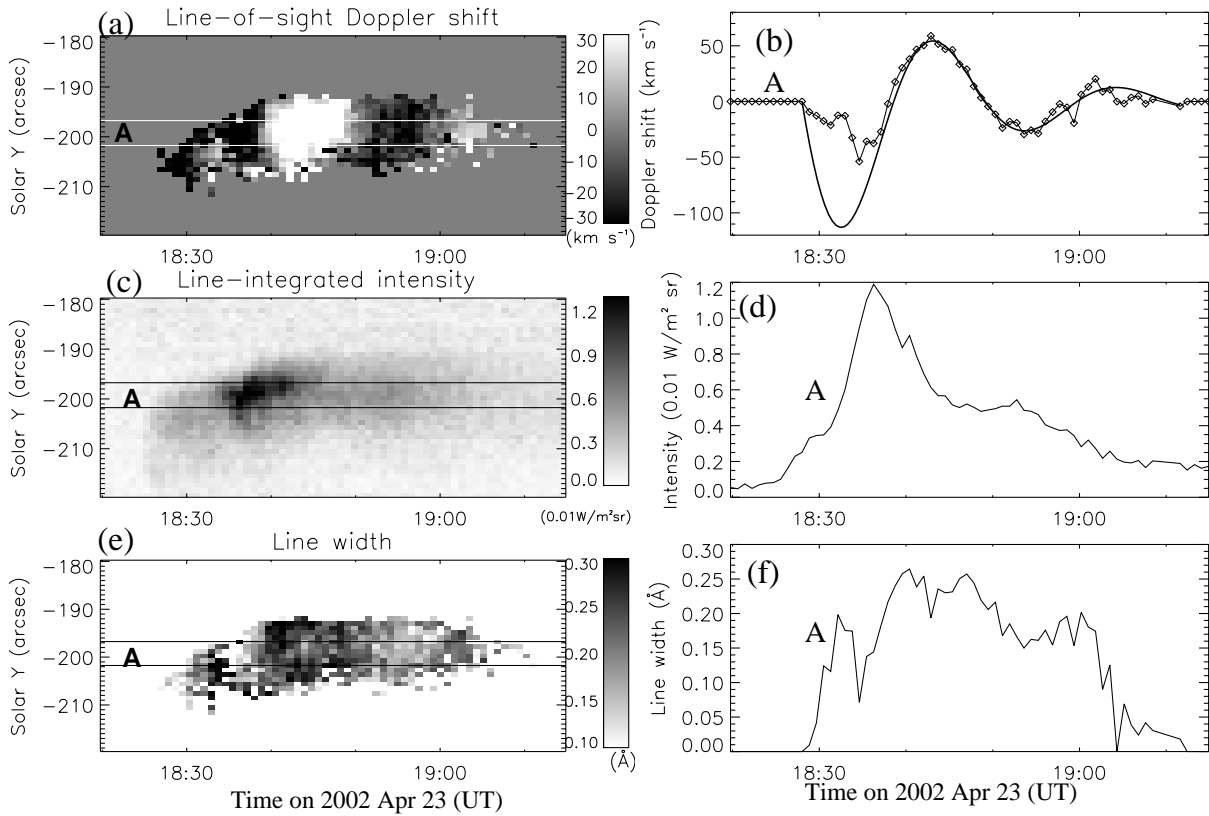 (a)
Line−of−sight Doppler shift
Solar Y (arcsec)
−180
−190
−200
−210
A
18:30
19:00
30
20
10
0
−10
−20
−30
(km s⁻¹)
(b)
A
Doppler shift (km s⁻¹)
50
0
−50
−100
18:30
19:00
(c)
Line−integrated intensity
Solar Y (arcsec)
−180
−190
−200
−210
A
18:30
19:00
1.2
0.9
0.6
0.3
0.0
(0.01W/m²sr)
(d)
A
Intensity (0.01 W/m² sr)
1.2
1.0
0.8
0.6
0.4
0.2
0.0
18:30
19:00
(e)
Line width
Solar Y (arcsec)
−180
−190
−200
−210
A
18:30
19:00
0.30
0.25
0.20
0.15
0.10
(Å)
Time on 2002 Apr 23 (UT)
(f)
A
Line width (Å)
0.30
0.25
0.20
0.15
0.10
0.05
0.00
18:30
19:00
Time on 2002 Apr 23 (UT)